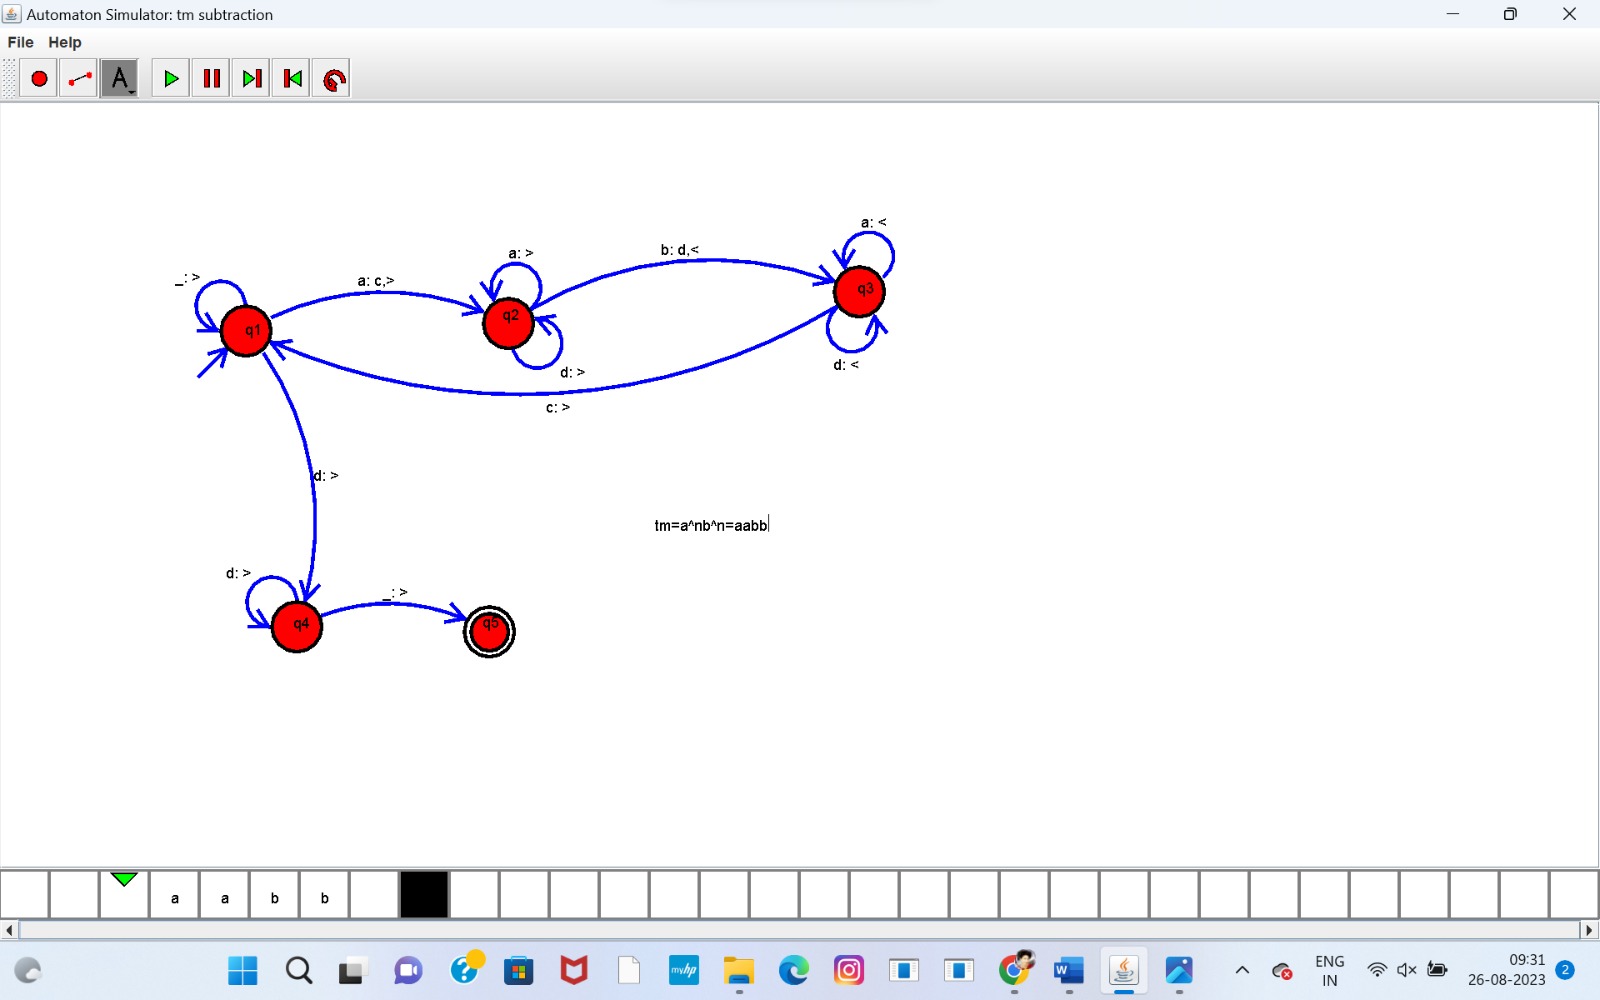 Automaton Simulator: tm subtraction
File Help
A
a: <
b: d,<
a: >
_: >
a: c,>
q3
q2
q1
d: <
d: >
c: >
d: >
tm=a^nb^n=aabb
d: >
_: >
q4
q5
a a b b
myhp
W
ENG
IN
09:31
26-08-2023
2